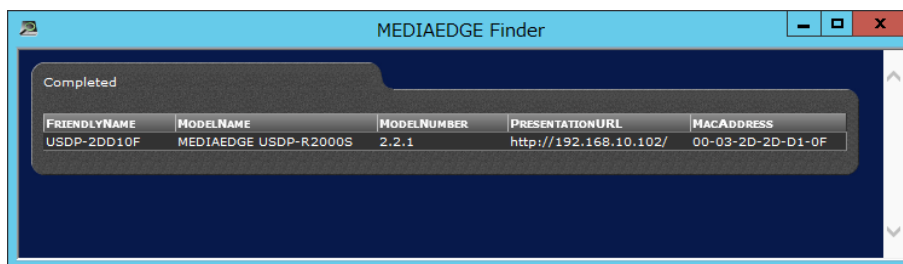 MEDIAEDGE Finder
Completed
FRIENDLYNAME MODELNAME MODELNUMBER PRESENTATIONURL MACADDRESS
USDP-2DD10F MEDIAEDGE USDP-R2000S 2.2.1 http://192.168.10.102/ 00-03-2D-2D-D1-0F